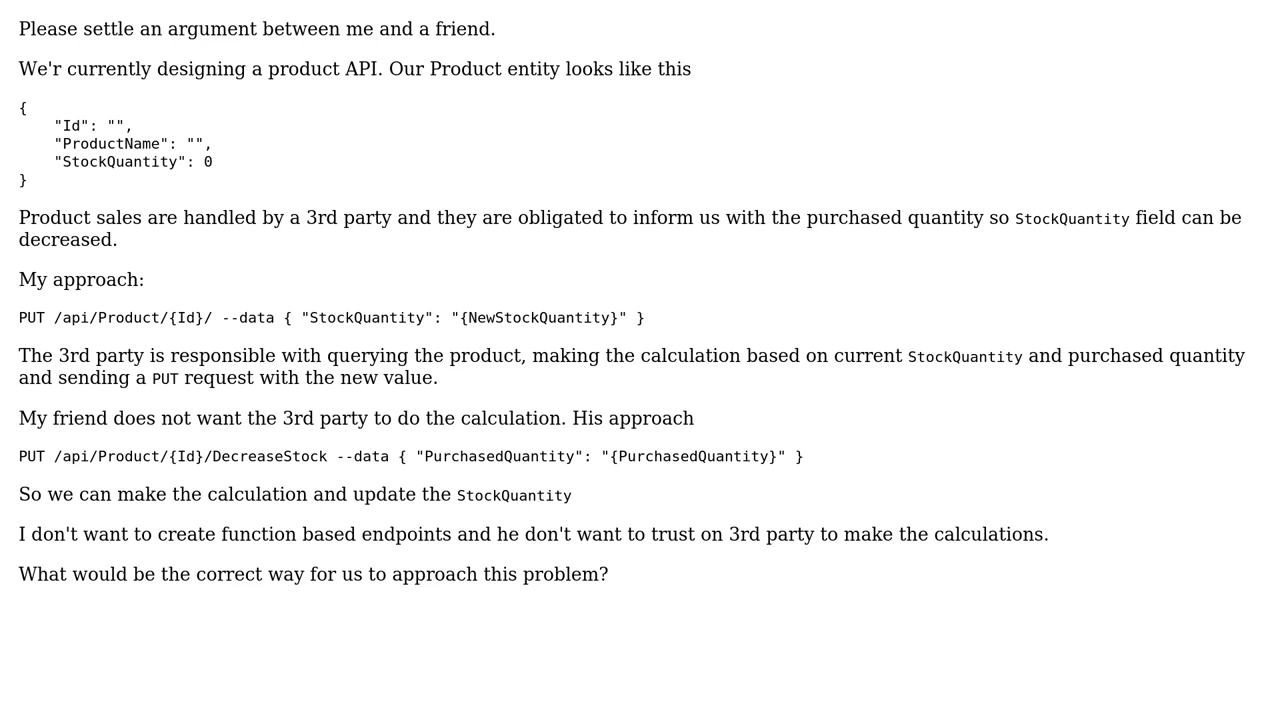 Please settle an argument between me and a friend.
We'r currently designing a product API. Our Product entity looks like this
{
    "Id": "",
    "ProductName": "",
    "StockQuantity": 0
}
Product sales are handled by a 3rd party and they are obligated to inform us with the purchased quantity so StockQuantity field can be
decreased.
My approach:
PUT /api/Product/{Id}/ --data { "StockQuantity": "{NewStockQuantity}" }
The 3rd party is responsible with querying the product, making the calculation based on current StockQuantity and purchased quantity
and sending a PUT request with the new value.
My friend does not want the 3rd party to do the calculation. His approach
PUT /api/Product/{Id}/DecreaseStock --data { "PurchasedQuantity": "{PurchasedQuantity}" }
So we can make the calculation and update the StockQuantity
I don't want to create function based endpoints and he don't want to trust on 3rd party to make the calculations.
What would be the correct way for us to approach this problem?